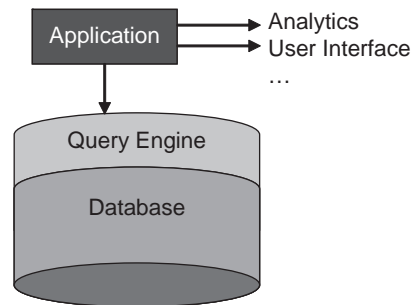 Application
Analytics
User Interface
…
Query Engine
Database